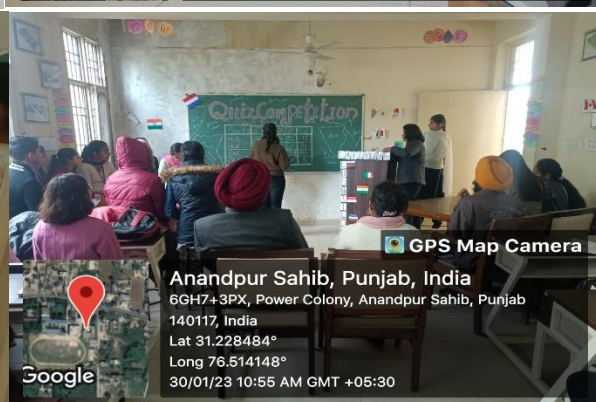 Quiz Competition
GPS Map Camera
Anandpur Sahib, Punjab, India
6GH7+3PX, Power Colony, Anandpur Sahib, Punjab
140117, India
Lat 31.228484°
Long 76.514148°
30/01/23 10:55 AM GMT +05:30
Google